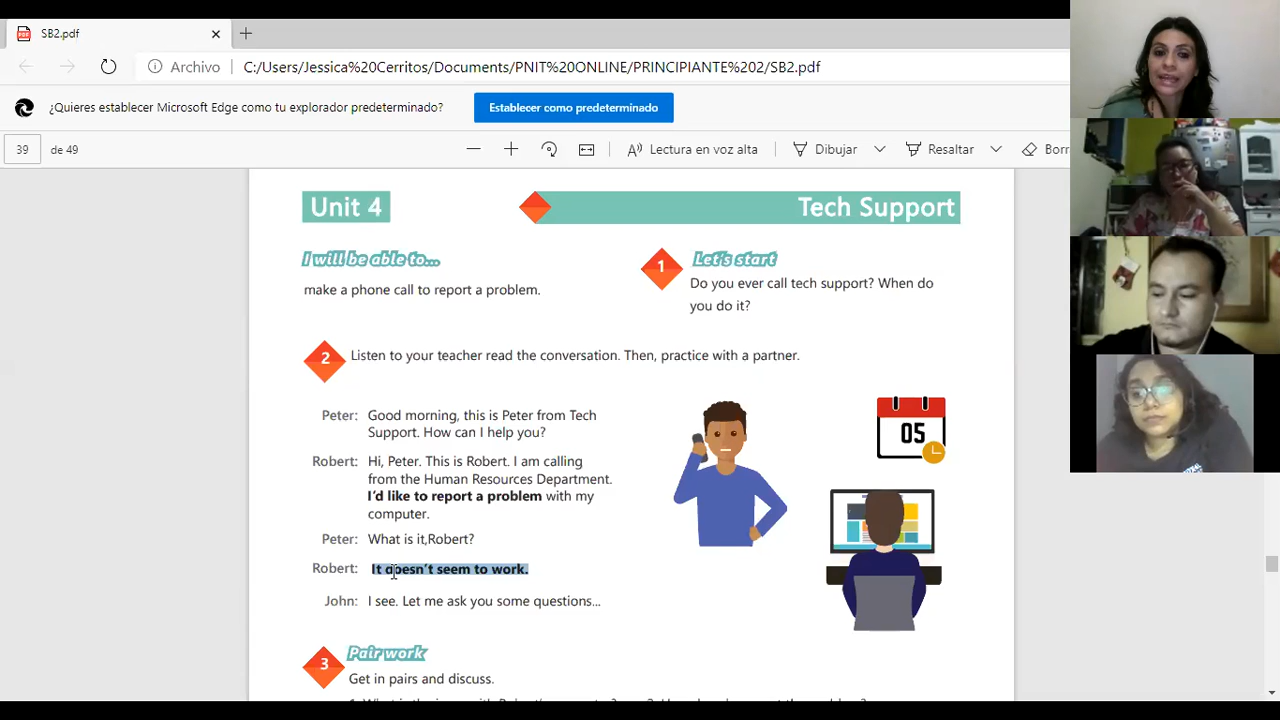 SB2.pdf
Archivo C:/Users/Jessica%20Cerritos/Documents/PNIT%20ONLINE/PRINCIPIANTE%202/SB2.pdf
¿Quieres establecer Microsoft Edge como tu explorador predeterminado? Establecer como predeterminado
39 de 49 Lectura en voz alta Dibujar Resaltar Borr
Unit 4 Tech Support
I will be able to...
make a phone call to report a problem.
1 Let's start
Do you ever call tech support? When do
you do it?
2 Listen to your teacher read the conversation. Then, practice with a partner.
Peter: Good morning, this is Peter from Tech
Support. How can I help you?
Robert: Hi, Peter. This is Robert. I am calling
from the Human Resources Department.
I'd like to report a problem with my
computer.
Peter: What is it,Robert?
Robert: It doesn't seem to work.
John: I see. Let me ask you some questions...
05
3 Pair work
Get in pairs and discuss.